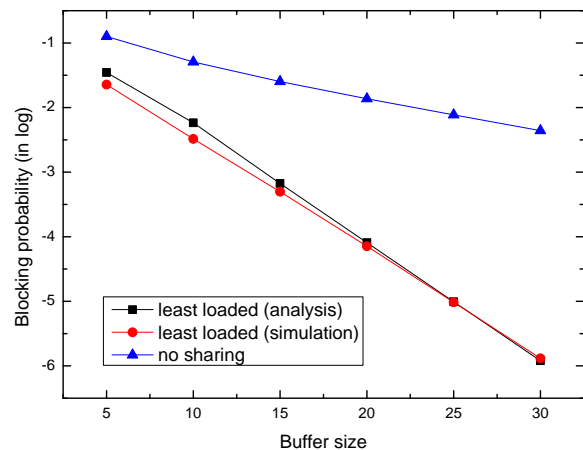 -1
-2
-3
-4
-5
-6
Blocking probability (in log)
least loaded (analysis)
least loaded (simulation)
no sharing
5 10 15 20 25 30
Buffer size